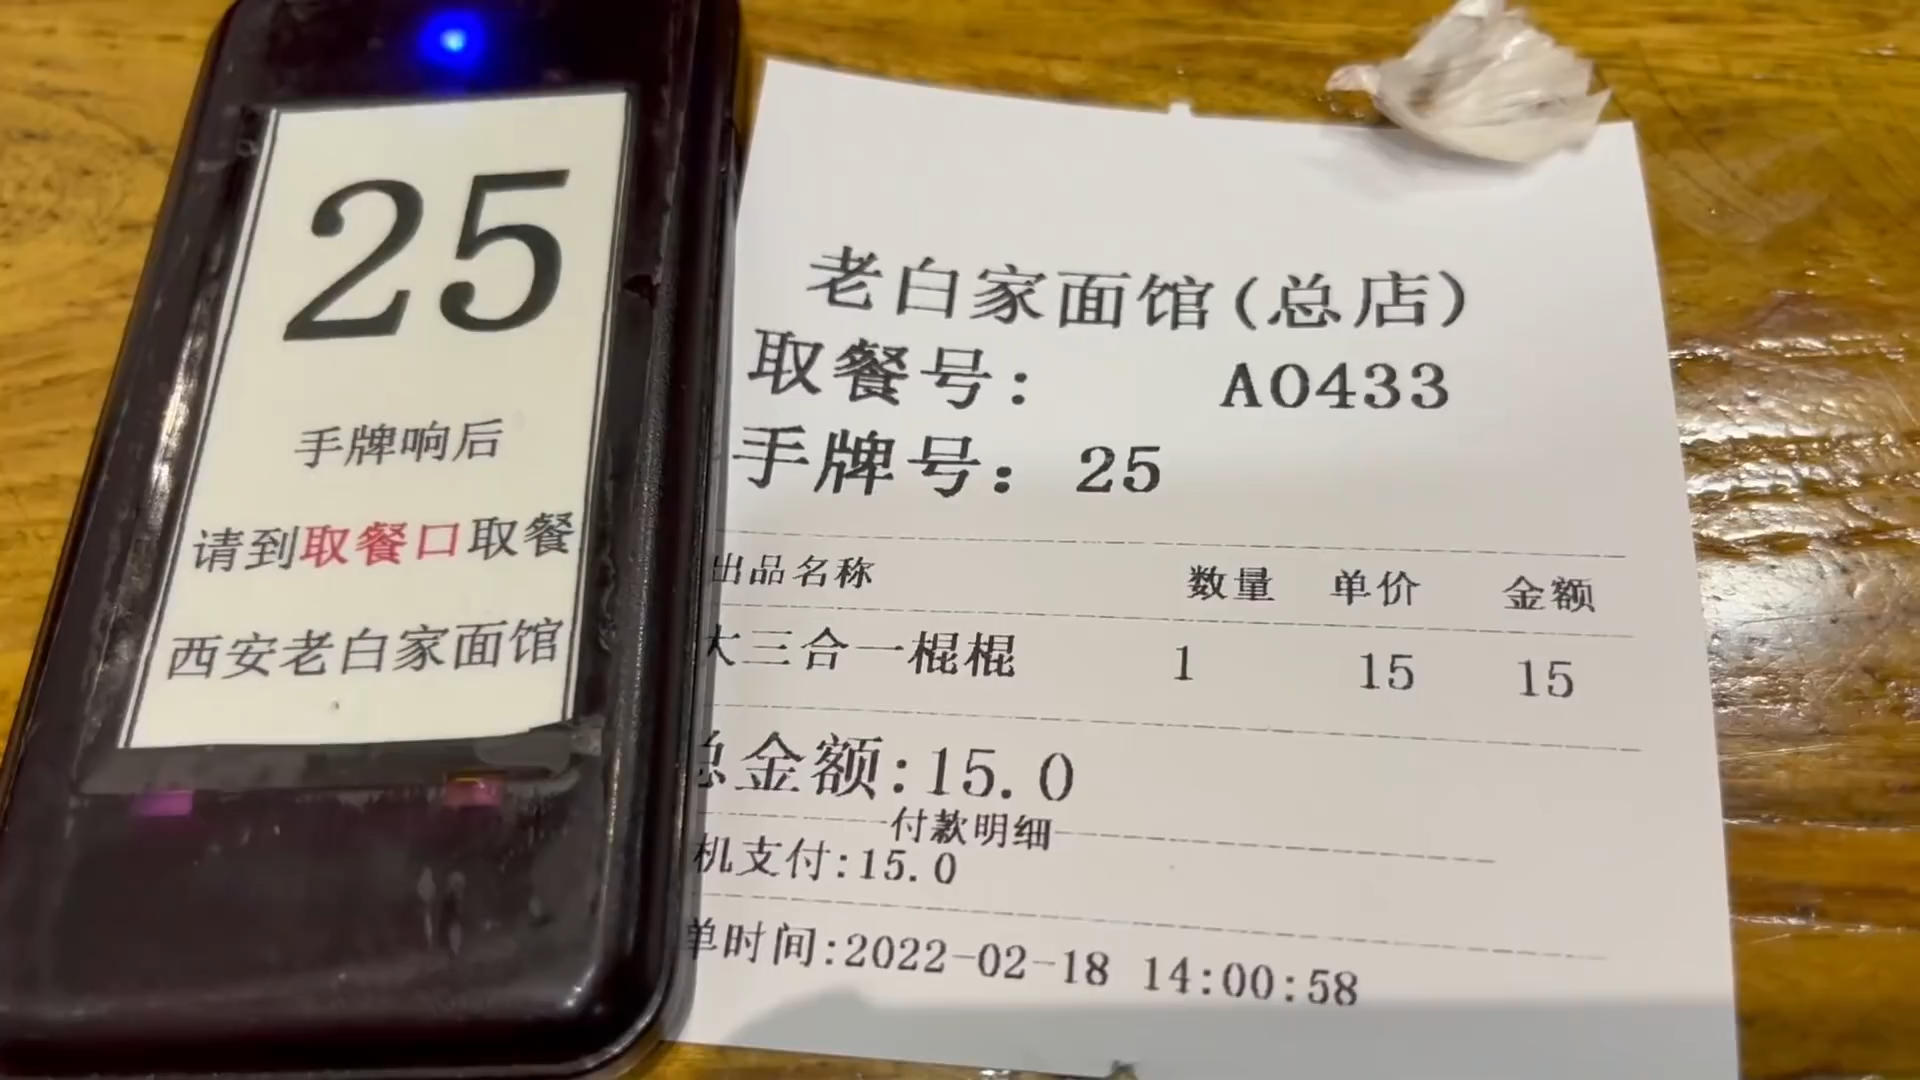 25
手牌响后
请到取餐口取餐
西安老白家面馆
老白家面馆(总店)
取餐号: A0433
手牌号: 25
出品名称 数量 单价 金额
大三合一棍棍 1 15 15
总金额:15.0
付款明细
机支付:15.0
单时间:2022-02-18 14:00:58